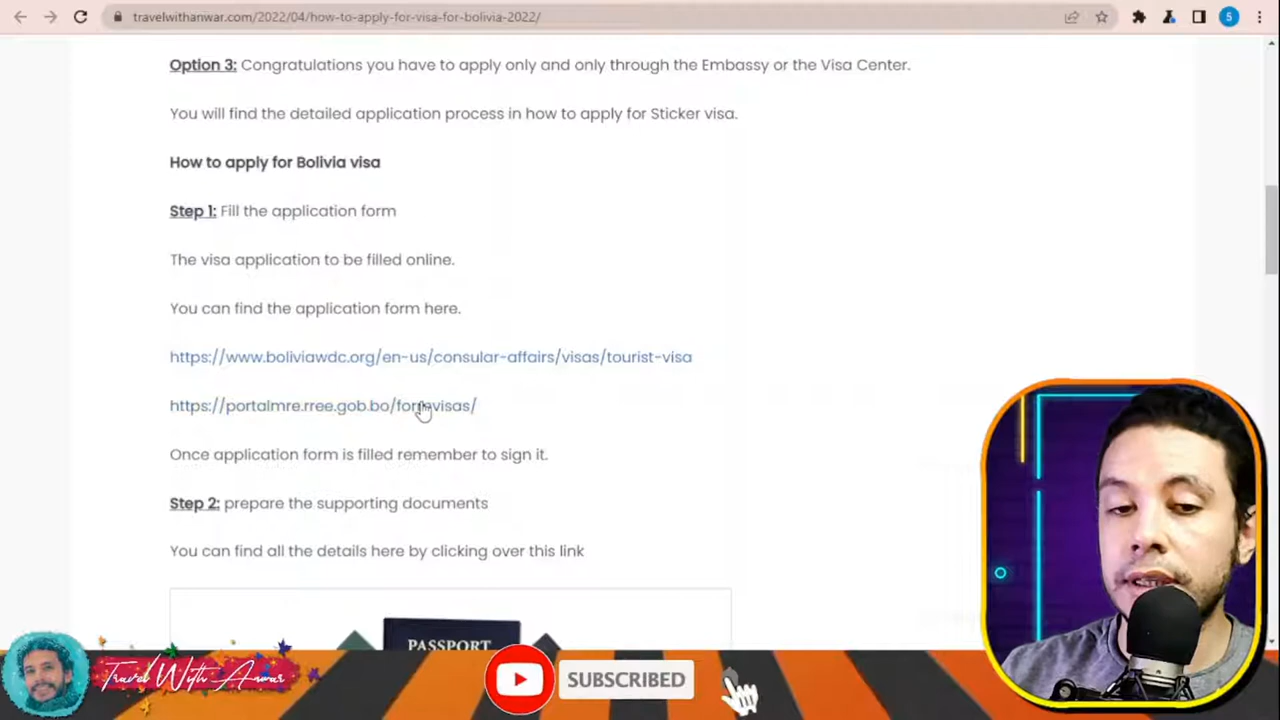 travelwithanwar.com/2022/04/how-to-apply-for-visa-for-bolivia-2022/
5
Option 3: Congratulations you have to apply only and only through the Embassy or the Visa Center.
You will find the detailed application process in how to apply for Sticker visa.
How to apply for Bolivia visa
Step 1: Fill the application form
The visa application to be filled online.
You can find the application form here.
https://www.boliviawdc.org/en-us/consular-affairs/visas/tourist-visa
https://portalmre.rree.gob.bo/formvisas/
Once application form is filled remember to sign it.
Step 2: prepare the supporting documents
You can find all the details here by clicking over this link
PASSPORT
Travel With Anwar
SUBSCRIBED